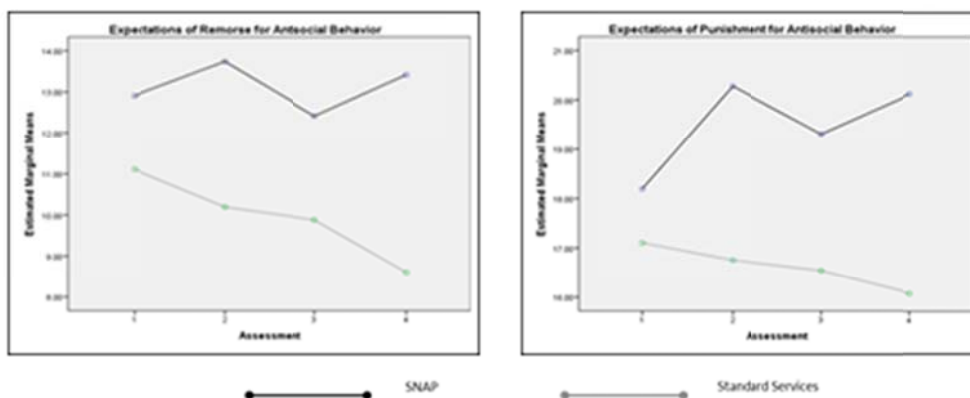 Expectations of Remorse for Antisocial Behavior
Estimated Marginal Means
14.00
13.00
12.00
11.00
10.00
9.00
8.00
1 2 3 4
Assessment
Expectations of Punishment for Antisocial Behavior
Estimated Marginal Means
21.00
20.00
19.00
18.00
17.00
16.00
1 2 3 4
Assessment
SNAP
Standard Services